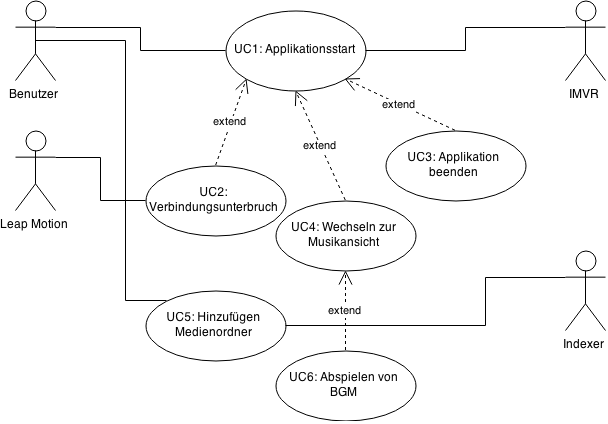 UC1: Applikationsstart
Benutzer
IMVR
extend
extend
extend
UC3: Applikation
beenden
UC2:
Verbindungsunterbruch
Leap Motion
UC4: Wechseln zur
Musikansicht
extend
UC5: Hinzufügen
Medienordner
Indexer
UC6: Abspielen von
BGM